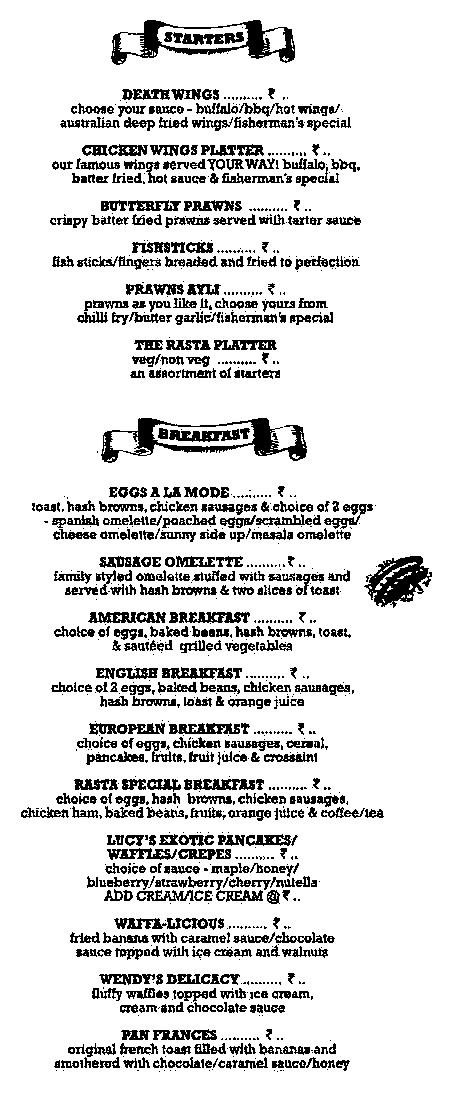 STARTERS
DEATH WINGS .......... ₹ ..
choose your sauce - buffalo/bbq/hot wings/
australian deep fried wings/fisherman's special
CHICKEN WINGS PLATTER .......... ₹ ..
our famous wings served YOUR WAY! buffalo, bbq,
batter fried, hot sauce & fisherman's special
BUTTERFLY PRAWNS .......... ₹ ..
crispy batter fried prawns served with tarter sauce
FISHSTICKS .......... ₹ ..
fish sticks/fingers breaded and fried to perfection
PRAWNS AYLI .......... ₹ ..
prawns as you like it, choose yours from
chilli fry/butter garlic/fisherman's special
THE RASTA PLATTER
veg/non veg .......... ₹ ..
an assortment of starters
BREAKFAST
EGGS A LA MODE .......... ₹ ..
toast, hash browns, chicken sausages & choice of 2 eggs
- spanish omelette/poached eggs/scrambled eggs/
cheese omelette/sunny side up/masala omelette
SAUSAGE OMELETTE .......... ₹ ..
family styled omelette stuffed with sausages and
served with hash browns & two slices of toast
AMERICAN BREAKFAST .......... ₹ ..
choice of eggs, baked beans, hash browns, toast,
& sautéed grilled vegetables
ENGLISH BREAKFAST .......... ₹ ..
choice of 2 eggs, baked beans, chicken sausages,
hash browns, toast & orange juice
EUROPEAN BREAKFAST .......... ₹ ..
choice of eggs, chicken sausages, cereal,
pancakes, fruits, fruit juice & crossaint
RASTA SPECIAL BREAKFAST .......... ₹ ..
choice of eggs, hash browns, chicken sausages,
chicken ham, baked beans, fruits, orange juice & coffee/tea
LUCY'S EXOTIC PANCAKES/
WAFFLES/CREPES .......... ₹ ..
choice of sauce - maple/honey/
blueberry/strawberry/cherry/nutella
ADD CREAM/ICE CREAM @ ₹ ..
WAFFA-LICIOUS .......... ₹ ..
fried banana with caramel sauce/chocolate
sauce topped with ice cream and walnuts
WENDY'S DELICACY .......... ₹ ..
fluffy waffles topped with ice cream,
cream and chocolate sauce
PAN FRANCES .......... ₹ ..
original french toast filled with bananas and
smothered with chocolate/caramel sauce/honey